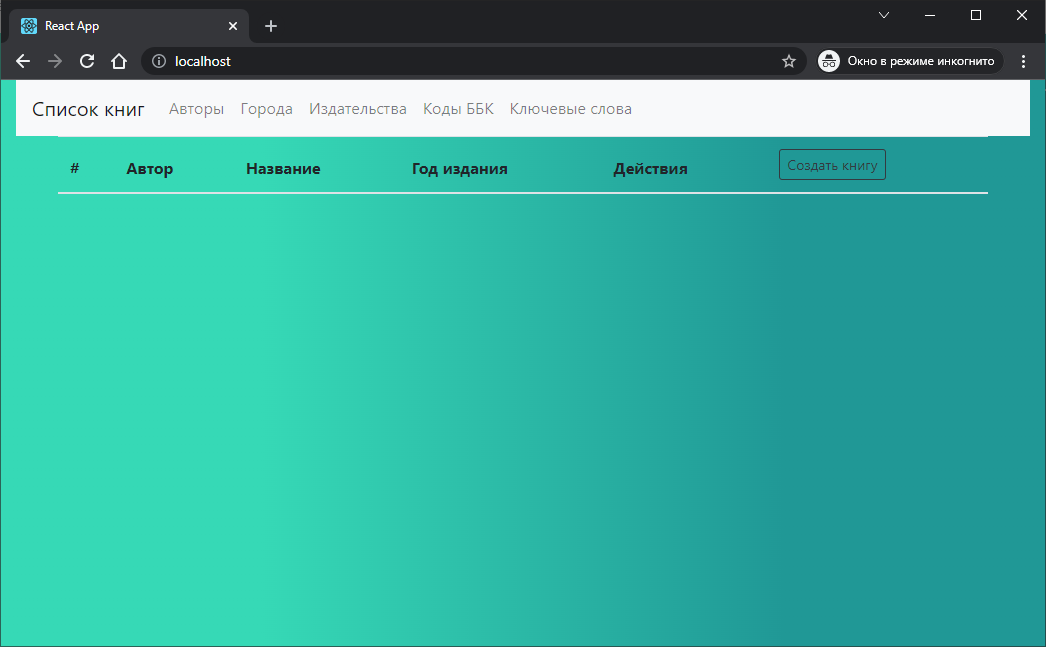 React App
localhost
Окно в режиме инкогнито
Список книг Авторы Города Издательства Коды ББК Ключевые слова
# Автор Название Год издания Действия Создать книгу